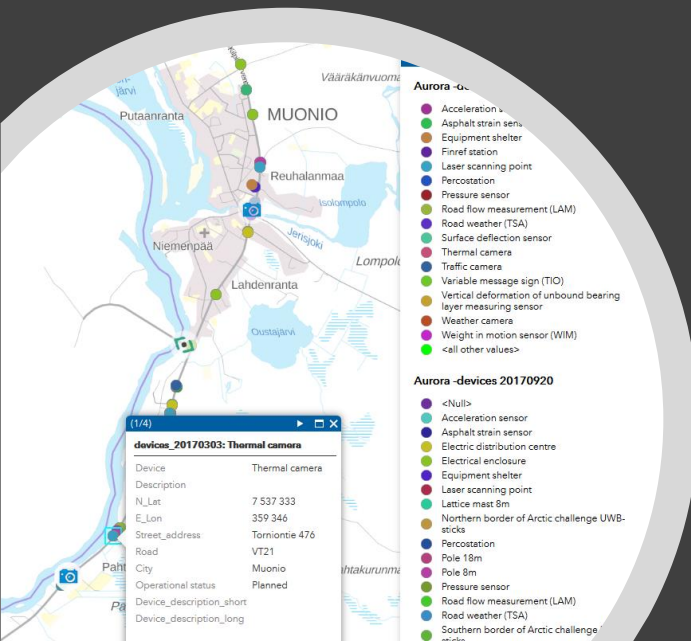 järvi
Vääräkänvuoma
Putaanranta
MUONIO
Reuhalanmaa
Isolompolo
Jerisjoki
Niemenpää
Lompolo
Lahdenranta
Oustajärvi
(1/4)
devices_20170303: Thermal camera
Device Thermal camera
Description
N_Lat 7 537 333
E_Lon 359 346
Street_address Torniontie 476
Road VT21
City Muonio
Operational status Planned
Device_description_short
Device_description_long
Aurora -de
Acceleration s
Asphalt strain sens
Equipment shelter
Finref station
Laser scanning point
Percostation
Pressure sensor
Road flow measurement (LAM)
Road weather (TSA)
Surface deflection sensor
Thermal camera
Traffic camera
Variable message sign (TIO)
Vertical deformation of unbound bearing
layer measuring sensor
Weather camera
Weight in motion sensor (WIM)
<all other values>
Aurora -devices 20170920
<Null>
Acceleration sensor
Asphalt strain sensor
Electric distribution centre
Electrical enclosure
Equipment shelter
Laser scanning point
Lattice mast 8m
Northern border of Arctic challenge UWB-
sticks
Percostation
Pole 18m
Pole 8m
Pressure sensor
Road flow measurement (LAM)
Road weather (TSA)
Southern border of Arctic challenge